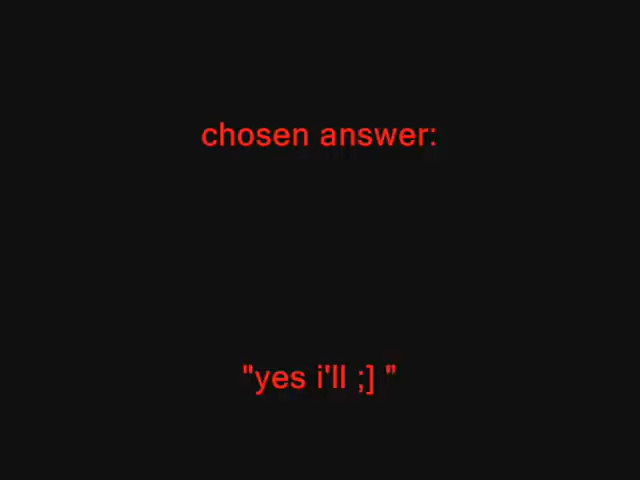 chosen answer:
"yes i'll ;] "